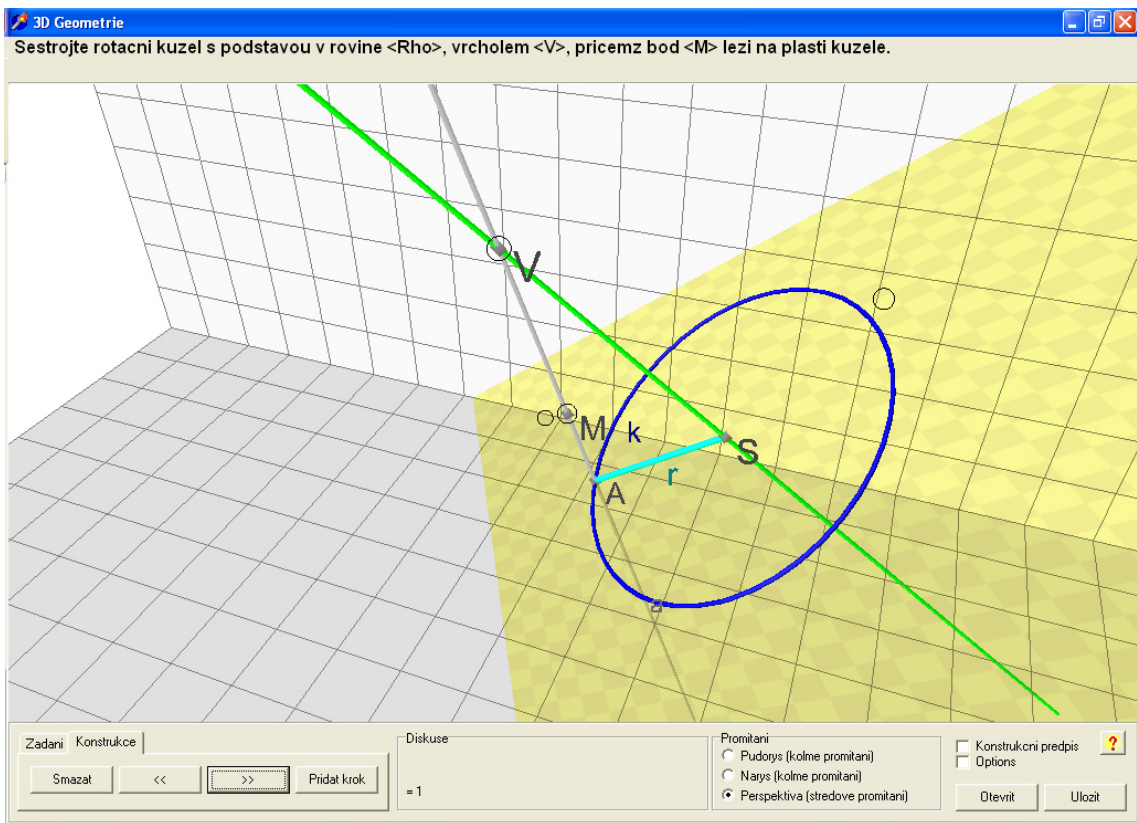 3D Geometrie
Sestrojte rotacni kuzel s podstavou v rovine <Rho>, vrcholem <V>, pricemz bod <M> lezi na plasti kuzele.
V
M
k
S
r
A
a
Zadani
Konstrukce
Smazat
<<
>>
Pridat krok
Diskuse
= 1
Promitani
Pudorys (kolme promitani)
Narys (kolme promitani)
Perspektiva (stredove promitani)
Konstrukcni predpis
?
Options
Otevrit
Ulozit